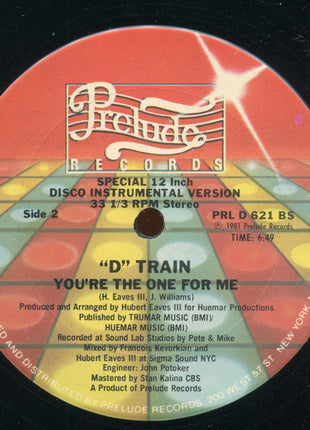 Prelude
RECORDS
SPECIAL 12 Inch
DISCO INSTRUMENTAL VERSION
33 1/3 RPM Stereo
Side 2
PRL D 621 BS
℗ 1981 Prelude Records
TIME: 6:49
"D" TRAIN
YOU'RE THE ONE FOR ME
(H. Eaves III, J. Williams)
Produced and Arranged by Hubert Eaves III for Huemar Productions
Published by TRUMAR MUSIC (BMI)/
HUEMAR MUSIC (BMI)
Recorded at Sound Lab Studios by Pete & Mike
Mixed by Francois Kevorkian and
Hubert Eaves III at Sigma Sound NYC
Engineer: John Potoker
Mastered by Stan Kalina CBS
A Product of Prelude Records
AND DISTRIBUTED BY PRELUDE RECORDS, 200 WEST 57 ST. NEW YORK